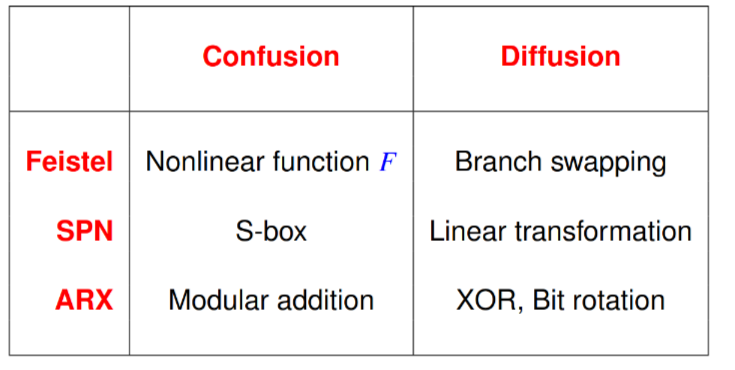 Confusion Diffusion
Feistel Nonlinear function F Branch swapping
SPN S-box Linear transformation
ARX Modular addition XOR, Bit rotation